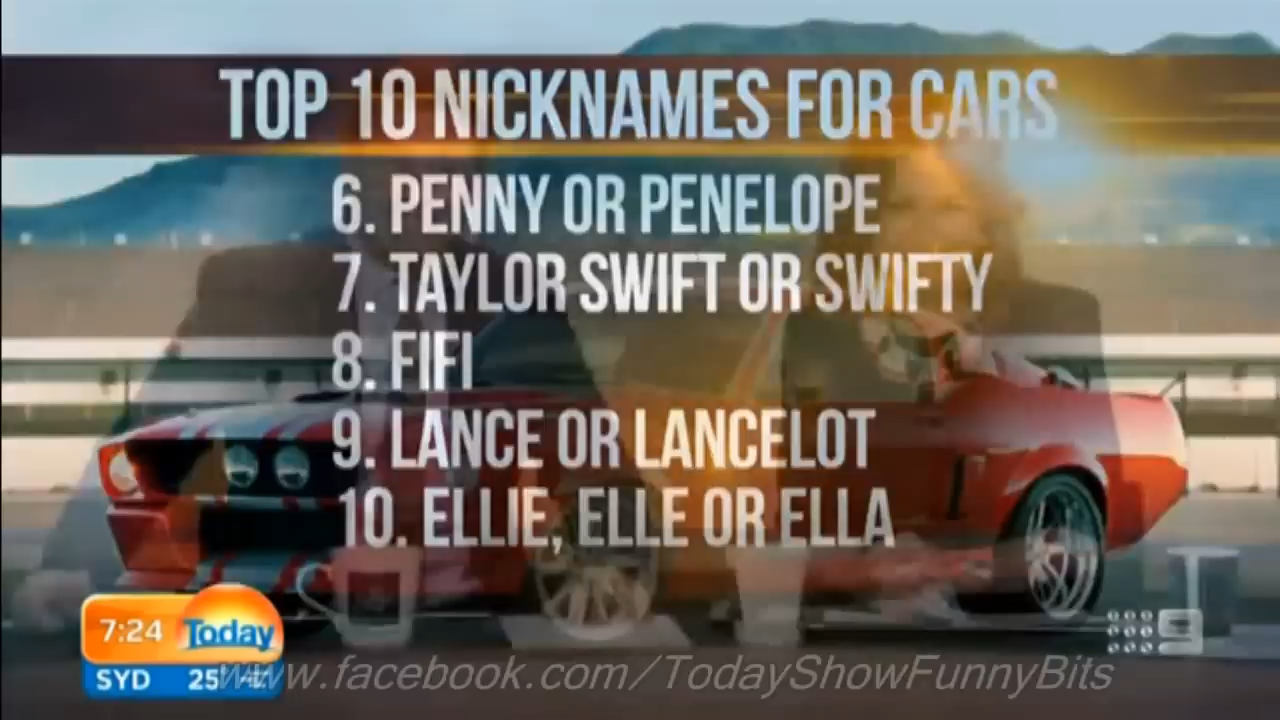 TOP 10 NICKNAMES FOR CARS
6. PENNY OR PENELOPE
7. TAYLOR SWIFT OR SWIFTY
8. FIFI
9. LANCE OR LANCELOT
10. ELLIE, ELLE OR ELLA
7:24 Today
SYD 25°
www.facebook.com/TodayShowFunnyBits